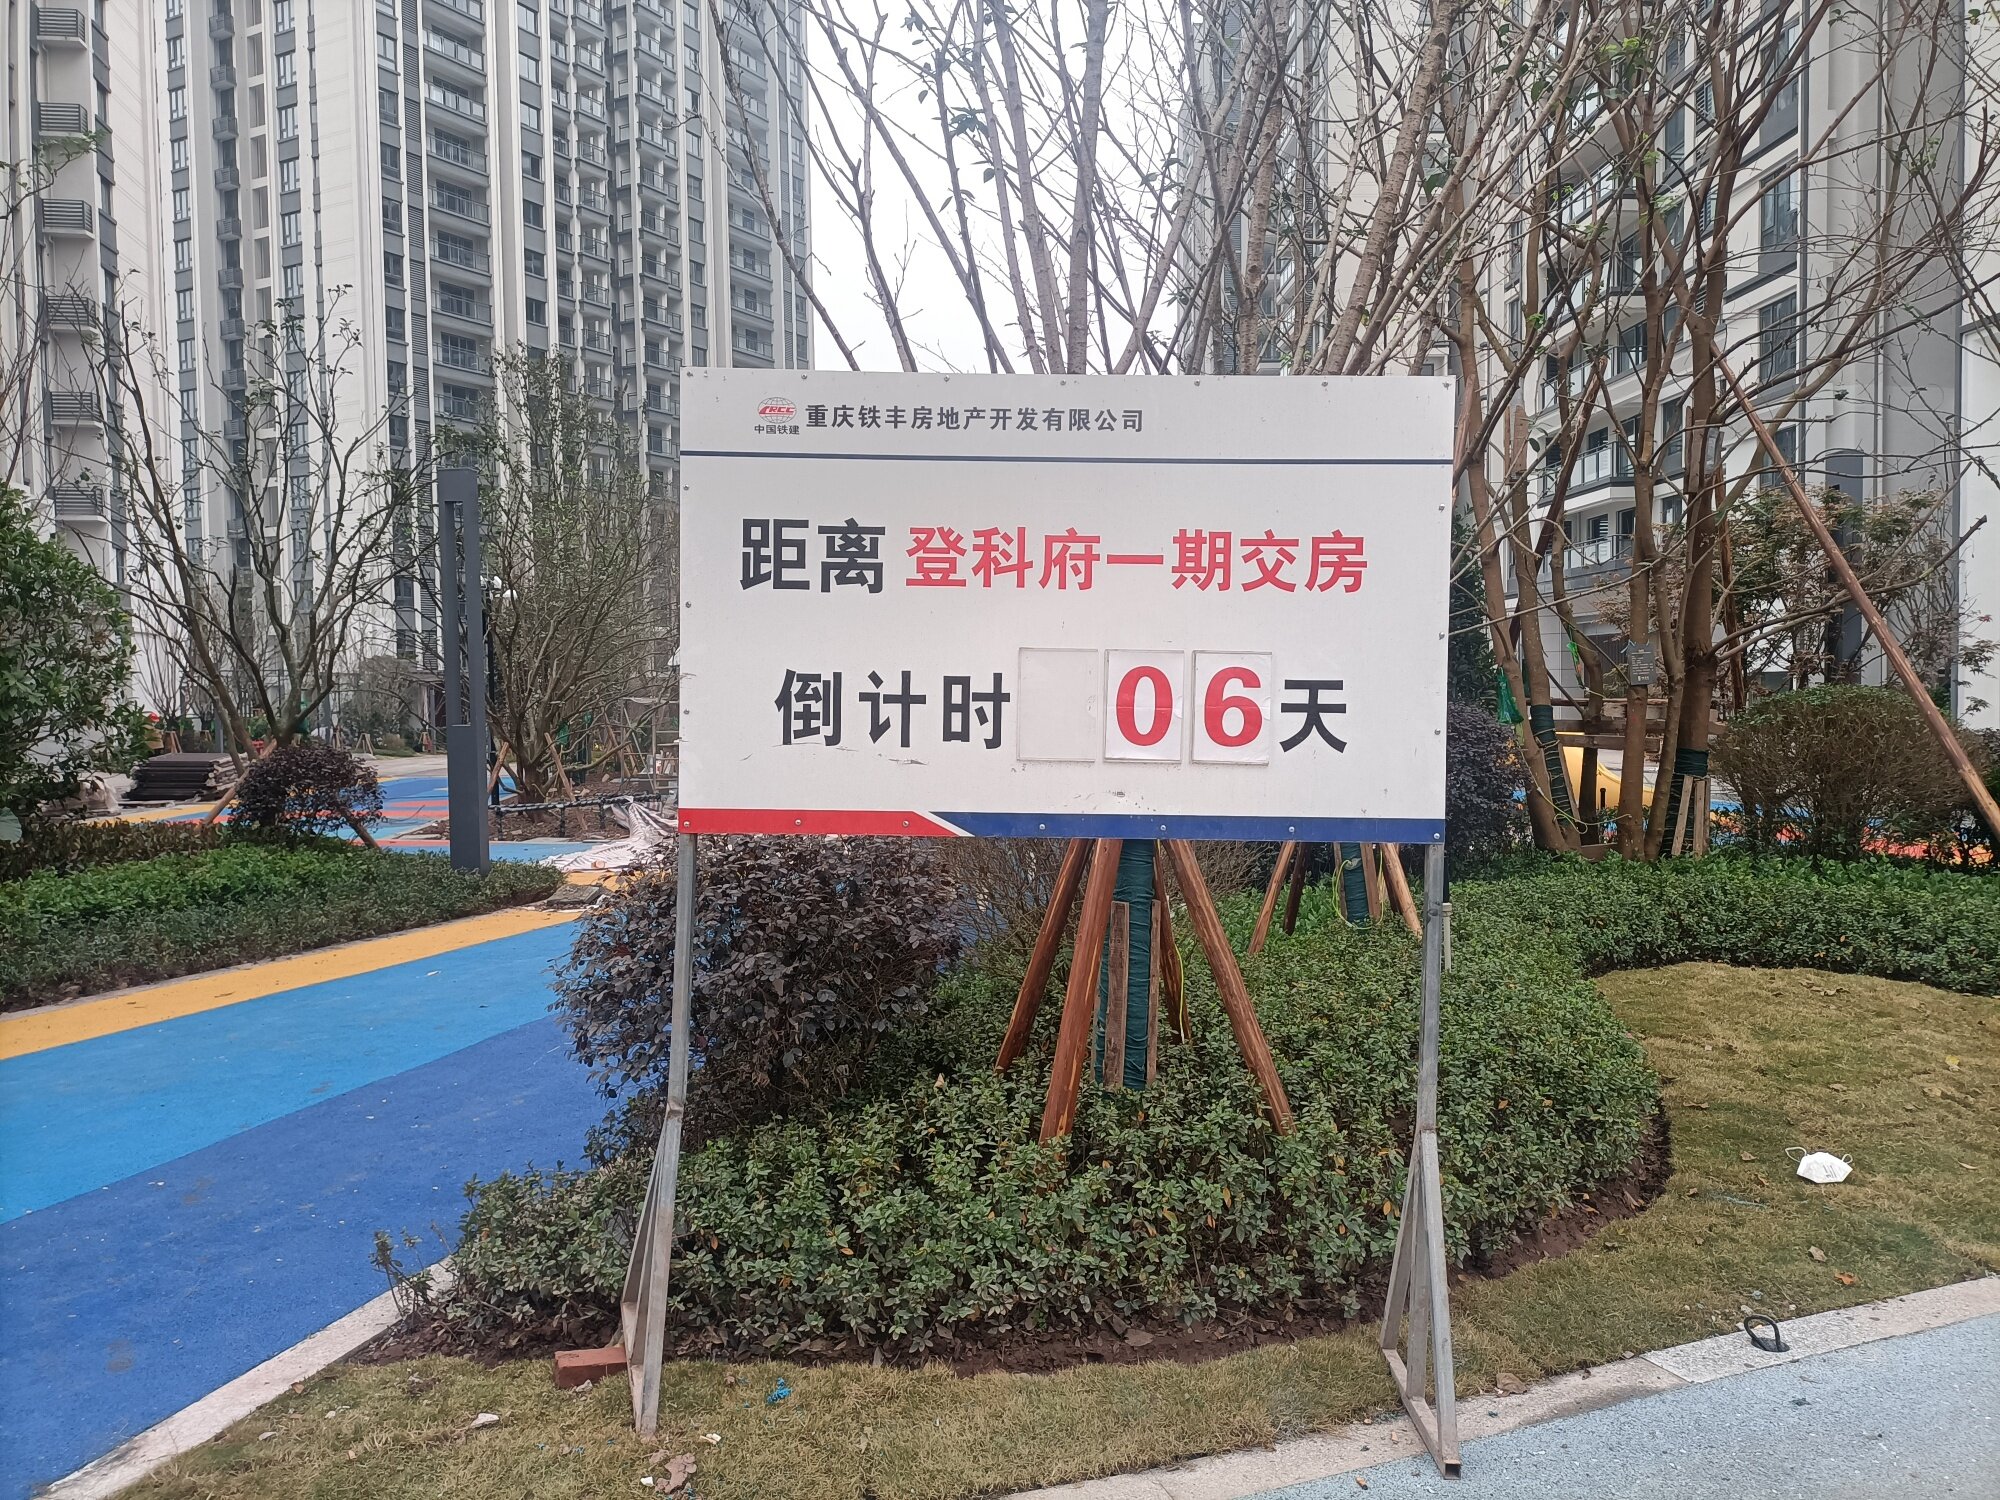 CRCC
中国铁建
重庆铁丰房地产开发有限公司
距离 登科府一期交房
倒计时 06天